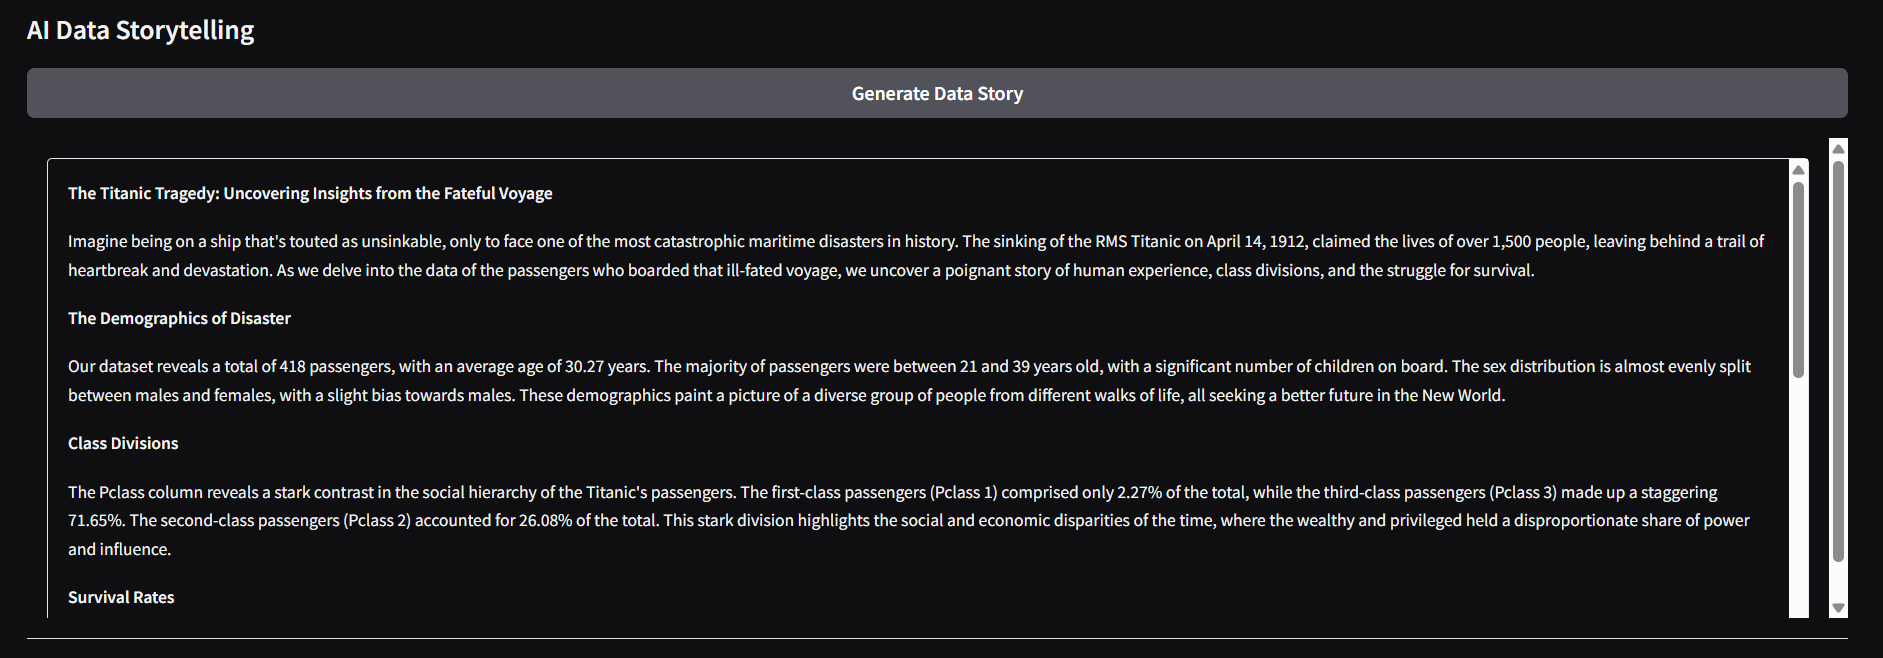 AI Data Storytelling
Generate Data Story
The Titanic Tragedy: Uncovering Insights from the Fateful Voyage
Imagine being on a ship that's touted as unsinkable, only to face one of the most catastrophic maritime disasters in history. The sinking of the RMS Titanic on April 14, 1912, claimed the lives of over 1,500 people, leaving behind a trail of
heartbreak and devastation. As we delve into the data of the passengers who boarded that ill-fated voyage, we uncover a poignant story of human experience, class divisions, and the struggle for survival.
The Demographics of Disaster
Our dataset reveals a total of 418 passengers, with an average age of 30.27 years. The majority of passengers were between 21 and 39 years old, with a significant number of children on board. The sex distribution is almost evenly split
between males and females, with a slight bias towards males. These demographics paint a picture of a diverse group of people from different walks of life, all seeking a better future in the New World.
Class Divisions
The Pclass column reveals a stark contrast in the social hierarchy of the Titanic's passengers. The first-class passengers (Pclass 1) comprised only 2.27% of the total, while the third-class passengers (Pclass 3) made up a staggering
71.65%. The second-class passengers (Pclass 2) accounted for 26.08% of the total. This stark division highlights the social and economic disparities of the time, where the wealthy and privileged held a disproportionate share of power
and influence.
Survival Rates